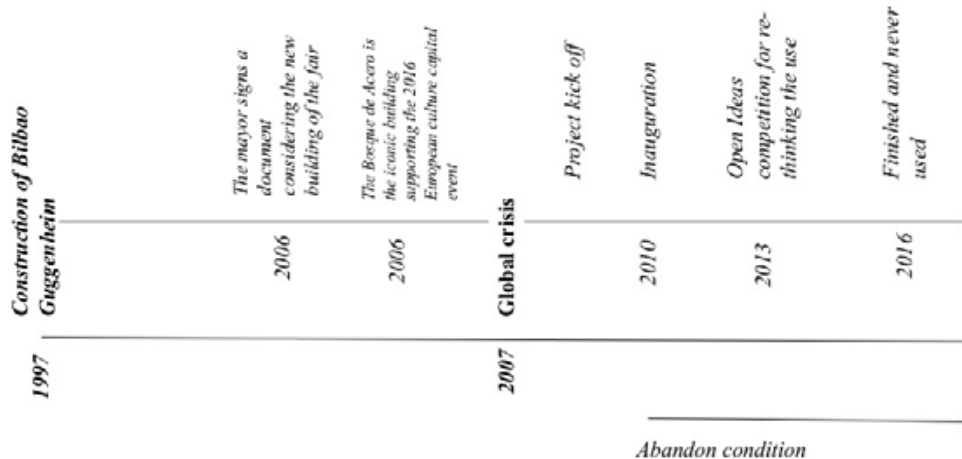 1997
Construction of Bilbao
Guggenheim
2006
The mayor signs a
document
considering the new
building of the fair
2006
The Bosque de Acero is
the iconic building
supporting the 2016
European culture capital
event
2007
Global crisis
Project kick off
2010
Inauguration
2013
Open Ideas
competition for re-
thinking the use
2016
Finished and never
used
Abandon condition